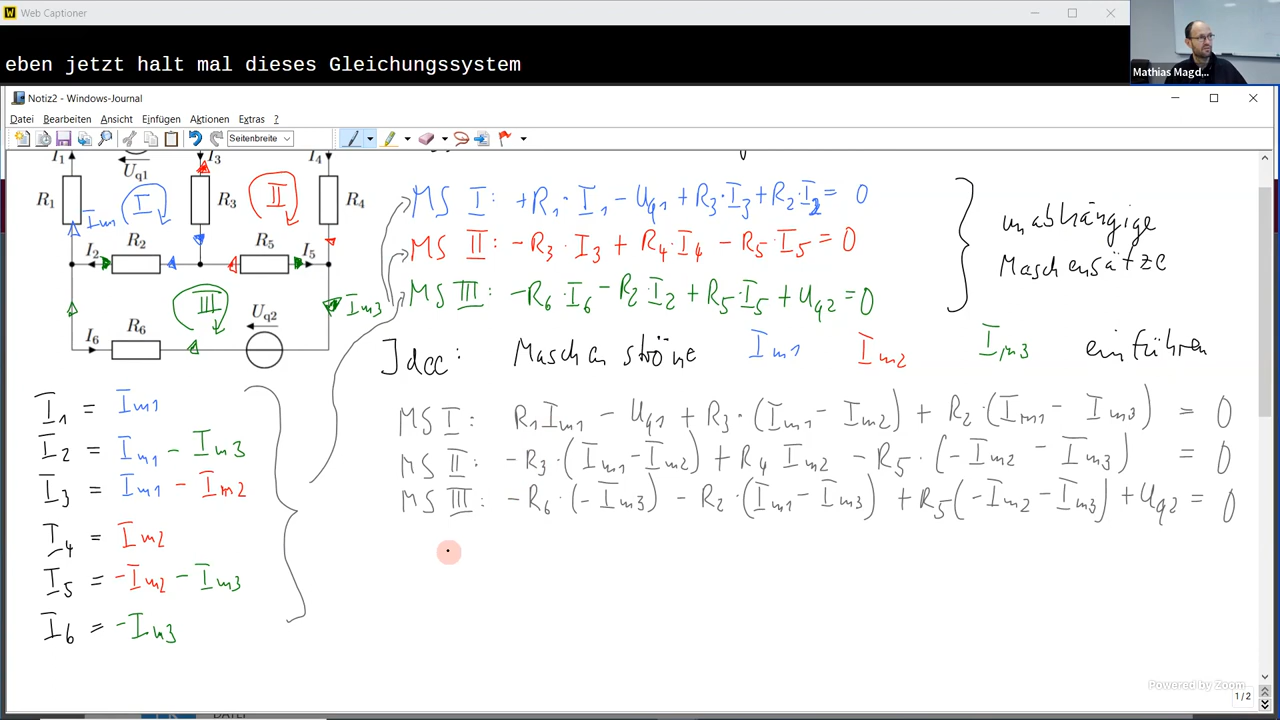 Web Captioner
eben jetzt halt mal dieses Gleichungssystem
Mathias Magd...
Notiz2 - Windows-Journal
Datei Bearbeiten Ansicht Einfügen Aktionen Extras ?
Seitenbreite
I1 Uq1 I3 I4
R1 I R3 II R4
Im1
I2 R2 R5 I5
III Im3
Uq2
I6 R6
MS I: +R1·I1 - Uq1 + R3·I3 + R2·I2 = 0
MS II: -R3·I3 + R4·I4 - R5·I5 = 0
MS III: -R6·I6 - R2·I2 + R5·I5 + Uq2 = 0
unabhängige
Maschensätze
Idee: Maschenströme Im1 Im2 Im3 einführen
I1 = Im1
I2 = Im1 - Im3
I3 = Im1 - Im2
I4 = Im2
I5 = -Im2 - Im3
I6 = -Im3
MS I: R1 Im1 - Uq1 + R3·(Im1 - Im2) + R2·(Im1 - Im3) = 0
MS II: -R3·(Im1 - Im2) + R4 Im2 - R5·(-Im2 - Im3) = 0
MS III: -R6·(-Im3) - R2·(Im1 - Im3) + R5(-Im2 - Im3) + Uq2 = 0
Powered by Zoom
1/2